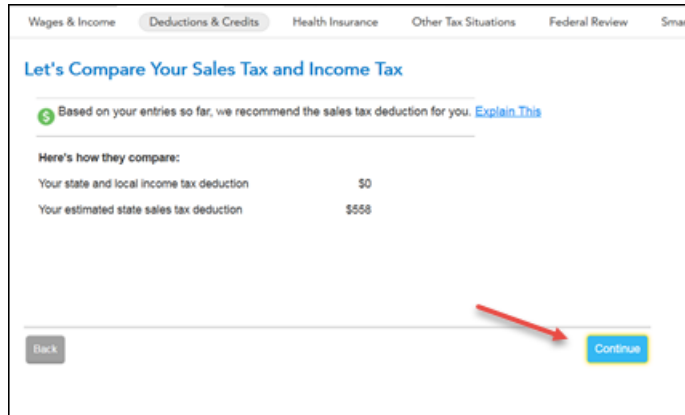 Wages & Income Deductions & Credits Health Insurance Other Tax Situations Federal Review
Let's Compare Your Sales Tax and Income Tax
$ Based on your entries so far, we recommend the sales tax deduction for you. Explain This
Here's how they compare:
Your state and local income tax deduction $0
Your estimated state sales tax deduction $558
Back Continue